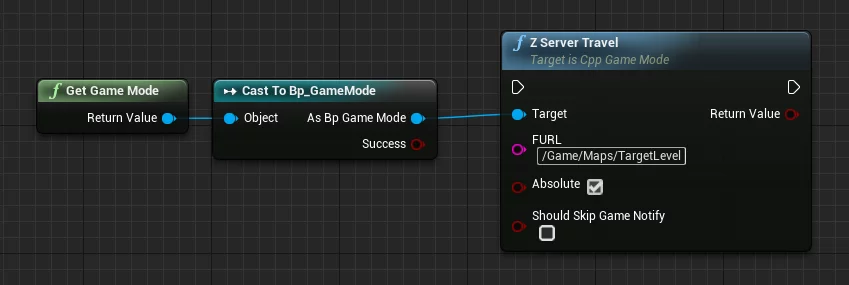 Get Game Mode
Return Value
Cast To Bp_GameMode
Object
As Bp Game Mode
Success
Z Server Travel
Target is Cpp Game Mode
Target
Return Value
FURL
/Game/Maps/TargetLevel
Absolute
Should Skip Game Notify